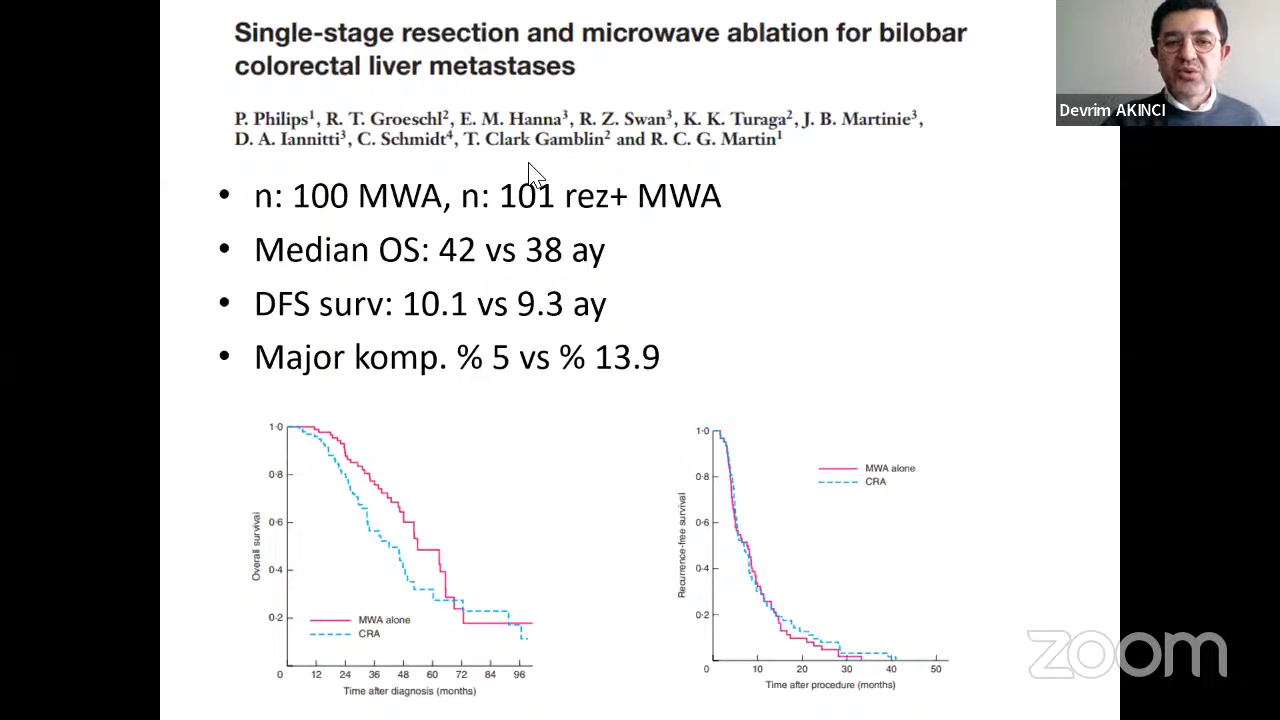 Single-stage resection and microwave ablation for bilobar
colorectal liver metastases
P. Philips¹, R. T. Groeschl², E. M. Hanna³, R. Z. Swan³, K. K. Turaga², J. B. Martinie³,
D. A. Iannitti³, C. Schmidt⁴, T. Clark Gamblin² and R. C. G. Martin¹
Devrim AKINCI
• n: 100 MWA, n: 101 rez+ MWA
• Median OS: 42 vs 38 ay
• DFS surv: 10.1 vs 9.3 ay
• Major komp. % 5 vs % 13.9
1·0
0·8
0·6
0·4
0·2
Overall survival
MWA alone
CRA
0 12 24 36 48 60 72 84 96
Time after diagnosis (months)
1·0
0·8
0·6
0·4
0·2
Recurrence-free survival
MWA alone
CRA
0 10 20 30 40 50
Time after procedure (months)
zoom